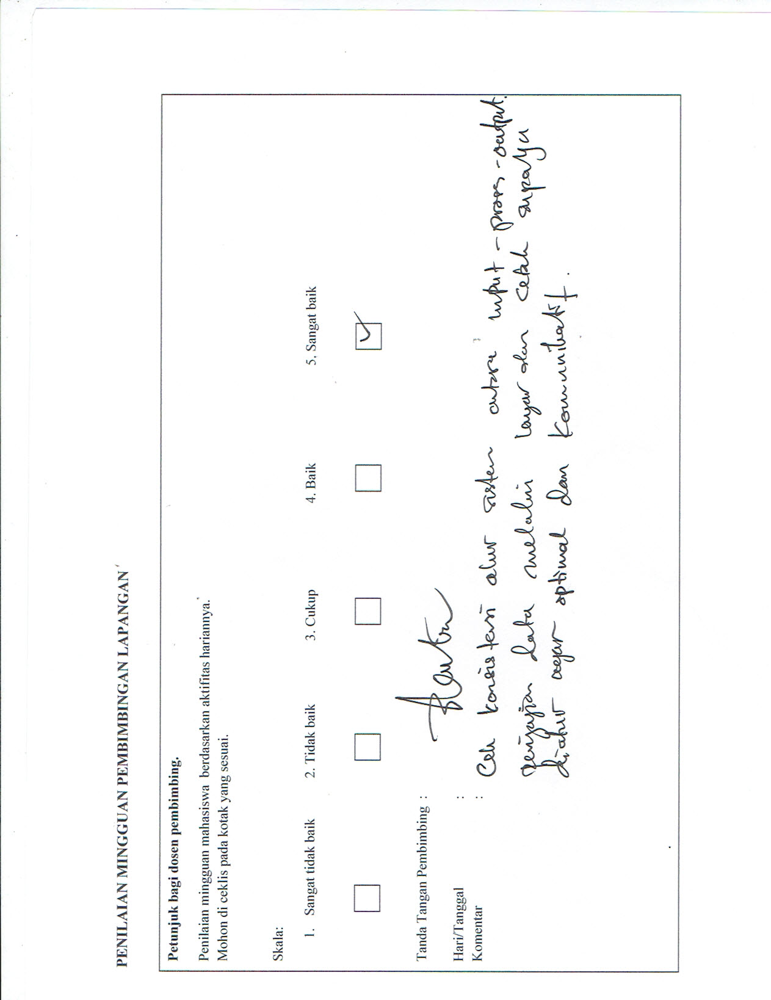 PENILAIAN MINGGUAN PEMBIMBINGAN LAPANGAN
Petunjuk bagi dosen pembimbing.
Penilaian mingguan mahasiswa berdasarkan aktifitas hariannya.
Mohon di ceklis pada kotak yang sesuai.
Skala:
1. Sangat tidak baik 2. Tidak baik 3. Cukup 4. Baik 5. Sangat baik
Tanda Tangan Pembimbing :
Hari/Tanggal :
Komentar : Cek konsistensi alur sistem antara input - proses - output.
penyajian data melalui layar dan cetak supaya
diatur agar optimal dan komunikatif.